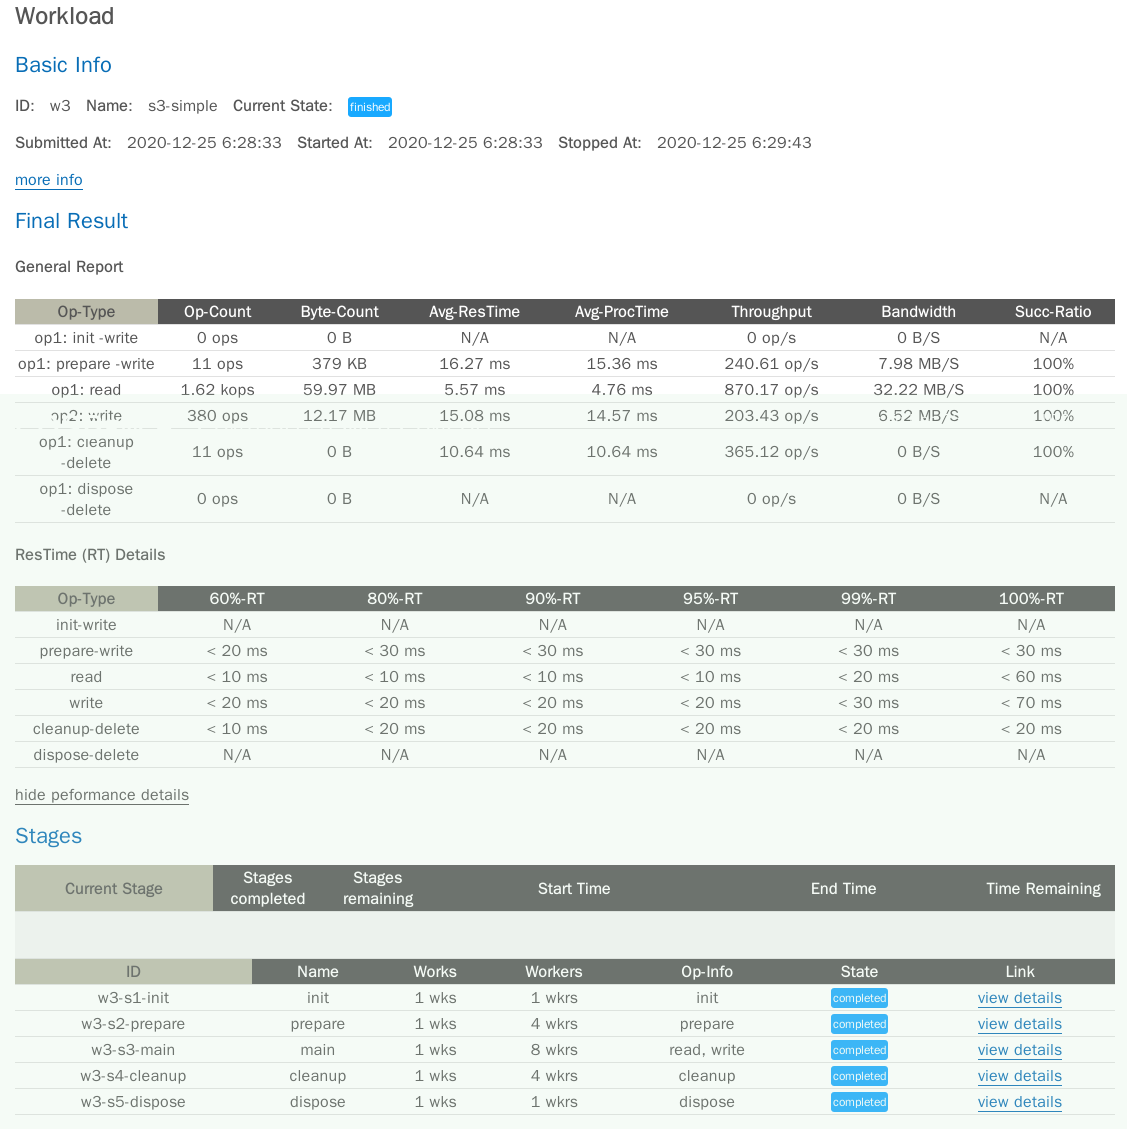 Workload
Basic Info
ID: w3 Name: s3-simple Current State: finished
Submitted At: 2020-12-25 6:28:33 Started At: 2020-12-25 6:28:33 Stopped At: 2020-12-25 6:29:43
more info
Final Result
General Report
Op-Type Op-Count Byte-Count Avg-ResTime Avg-ProcTime Throughput Bandwidth Succ-Ratio
op1: init -write 0 ops 0 B N/A N/A 0 op/s 0 B/S N/A
op1: prepare -write 11 ops 379 KB 16.27 ms 15.36 ms 240.61 op/s 7.98 MB/S 100%
op1: read 1.62 kops 59.97 MB 5.57 ms 4.76 ms 870.17 op/s 32.22 MB/S 100%
op2: write 380 ops 12.17 MB 15.08 ms 14.57 ms 203.43 op/s 6.52 MB/S 100%
op1: cleanup
-delete 11 ops 0 B 10.64 ms 10.64 ms 365.12 op/s 0 B/S 100%
op1: dispose
-delete 0 ops 0 B N/A N/A 0 op/s 0 B/S N/A
ResTime (RT) Details
Op-Type 60%-RT 80%-RT 90%-RT 95%-RT 99%-RT 100%-RT
init-write N/A N/A N/A N/A N/A N/A
prepare-write < 20 ms < 30 ms < 30 ms < 30 ms < 30 ms < 30 ms
read < 10 ms < 10 ms < 10 ms < 10 ms < 20 ms < 60 ms
write < 20 ms < 20 ms < 20 ms < 20 ms < 30 ms < 70 ms
cleanup-delete < 10 ms < 20 ms < 20 ms < 20 ms < 20 ms < 20 ms
dispose-delete N/A N/A N/A N/A N/A N/A
hide peformance details
Stages
Current Stage Stages completed Stages remaining Start Time End Time Time Remaining
ID Name Works Workers Op-Info State Link
w3-s1-init init 1 wks 1 wkrs init completed view details
w3-s2-prepare prepare 1 wks 4 wkrs prepare completed view details
w3-s3-main main 1 wks 8 wkrs read, write completed view details
w3-s4-cleanup cleanup 1 wks 4 wkrs cleanup completed view details
w3-s5-dispose dispose 1 wks 1 wkrs dispose completed view details